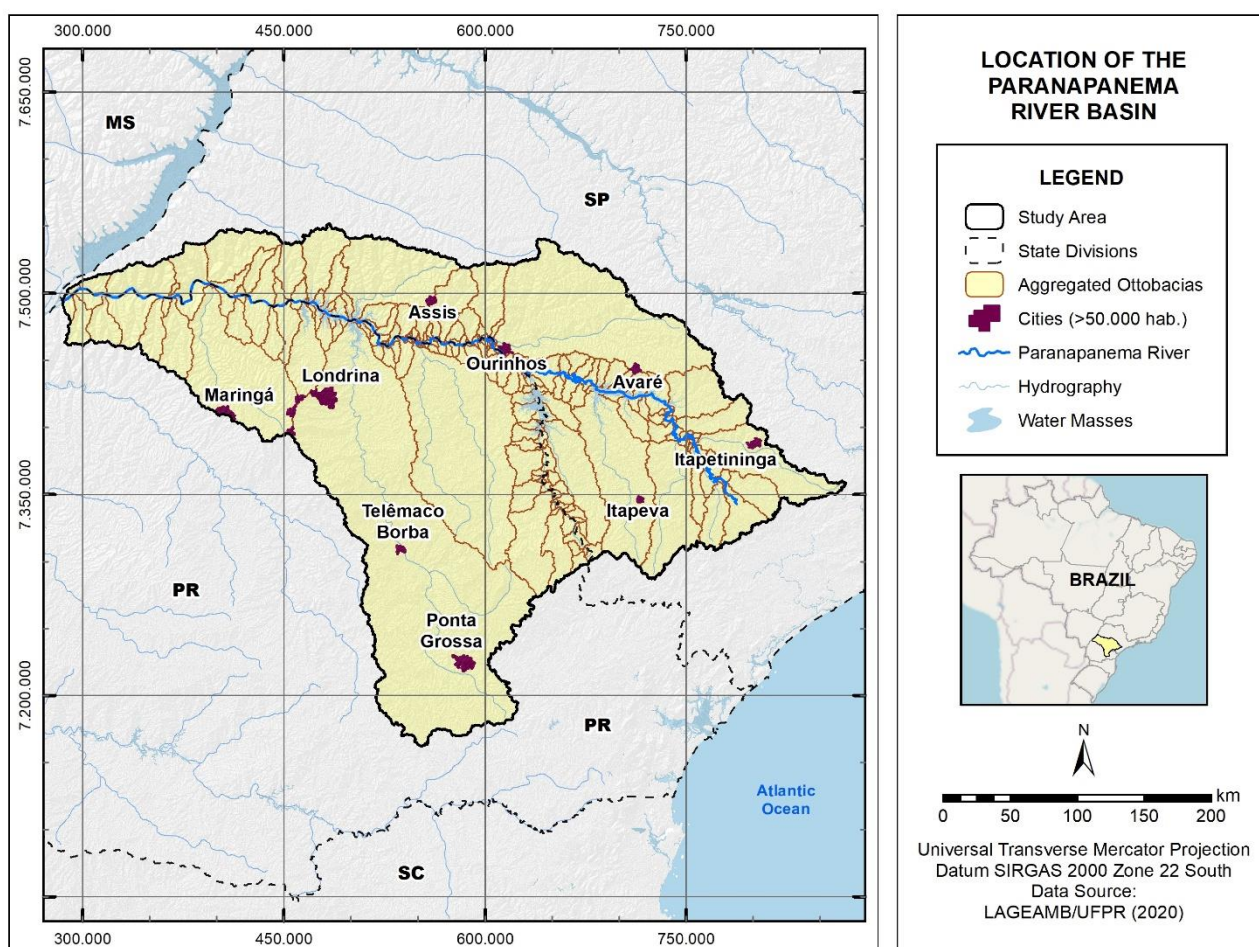 300.000
450.000
600.000
750.000
7.650.000
7.500.000
7.350.000
7.200.000
MS
SP
Assis
Ourinhos
Maringá
Londrina
Avaré
Itapetininga
Itapeva
Telêmaco
Borba
PR
Ponta
Grossa
PR
Atlantic
Ocean
SC
300.000
450.000
600.000
750.000
LOCATION OF THE
PARANAPANEMA
RIVER BASIN
LEGEND
Study Area
State Divisions
Aggregated Ottobacias
Cities (>50.000 hab.)
Paranapanema River
Hydrography
Water Masses
BRAZIL
N
km
0 50 100 150 200
Universal Transverse Mercator Projection
Datum SIRGAS 2000 Zone 22 South
Data Source:
LAGEAMB/UFPR (2020)